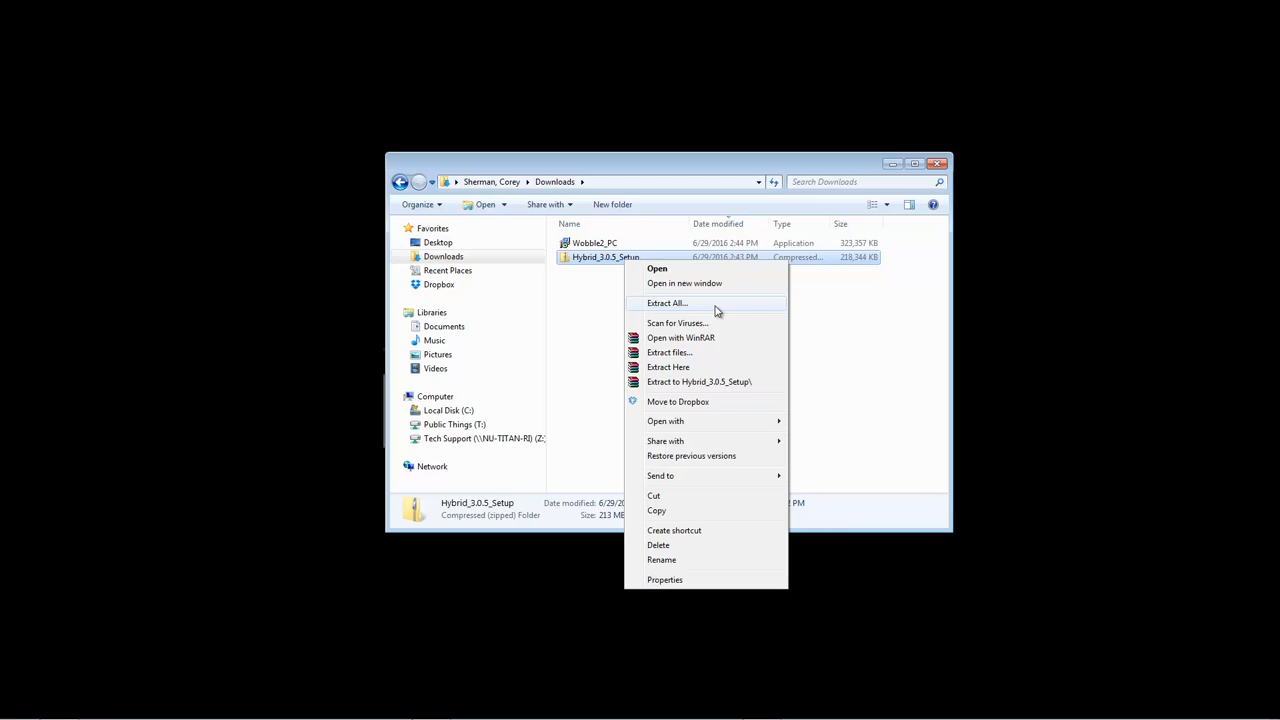 Sherman, Corey Downloads
Search Downloads
Organize Open Share with New folder
Name Date modified Type Size
Favorites
Desktop
Downloads
Recent Places
Dropbox
Libraries
Documents
Music
Pictures
Videos
Computer
Local Disk (C:)
Public Things (T:)
Tech Support (\\NU-TITAN-RI) (Z:)
Network
Wobble2_PC 6/29/2016 2:44 PM Application 323,357 KB
Hybrid_3.0.5_Setup 6/29/2016 2:43 PM Compressed... 218,344 KB
Open
Open in new window
Extract All...
Scan for Viruses...
Open with WinRAR
Extract files...
Extract Here
Extract to Hybrid_3.0.5_Setup\
Move to Dropbox
Open with
Share with
Restore previous versions
Send to
Cut
Copy
Create shortcut
Delete
Rename
Properties
Hybrid_3.0.5_Setup Date modified: 6/29/20 PM
Compressed (zipped) Folder Size: 213 MB